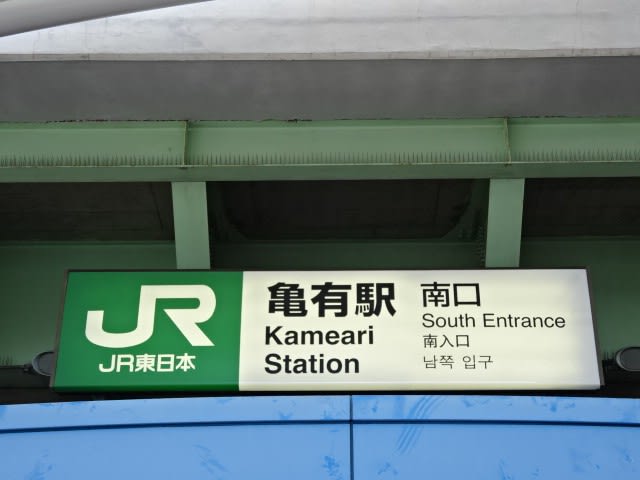 JR
JR東日本
亀有駅
Kameari
Station
南口
South Entrance
南入口
남쪽 입구